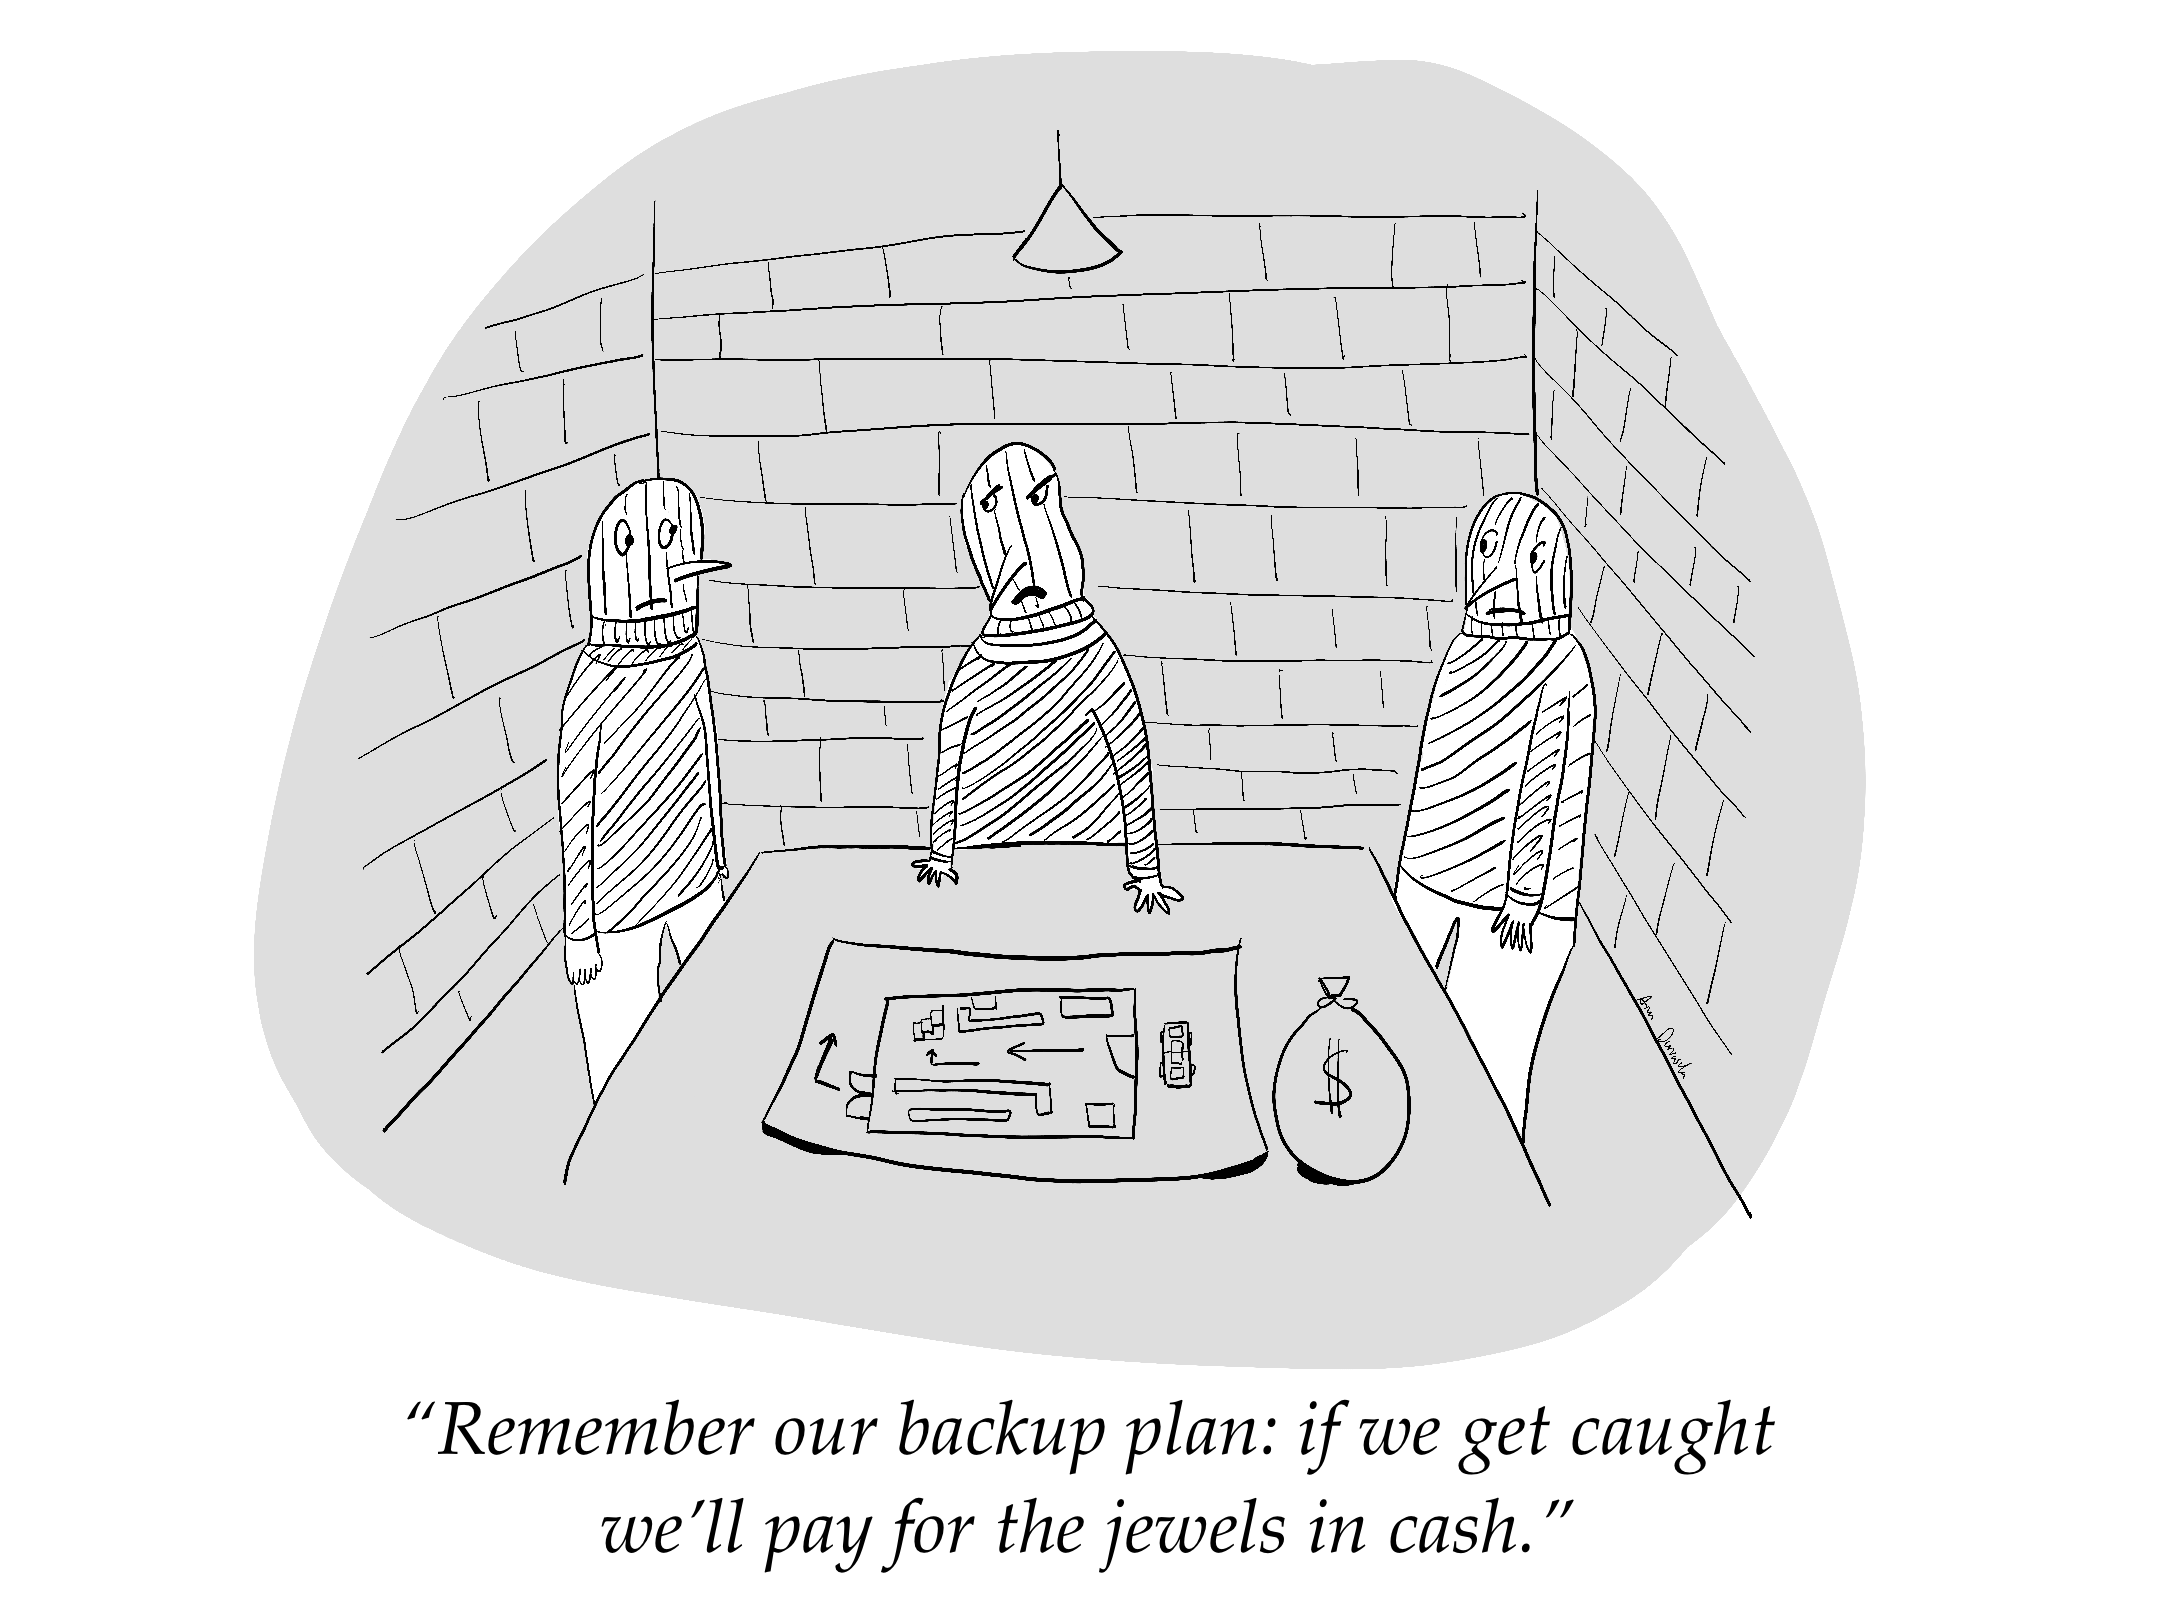 $
“Remember our backup plan: if we get caught
we’ll pay for the jewels in cash.”